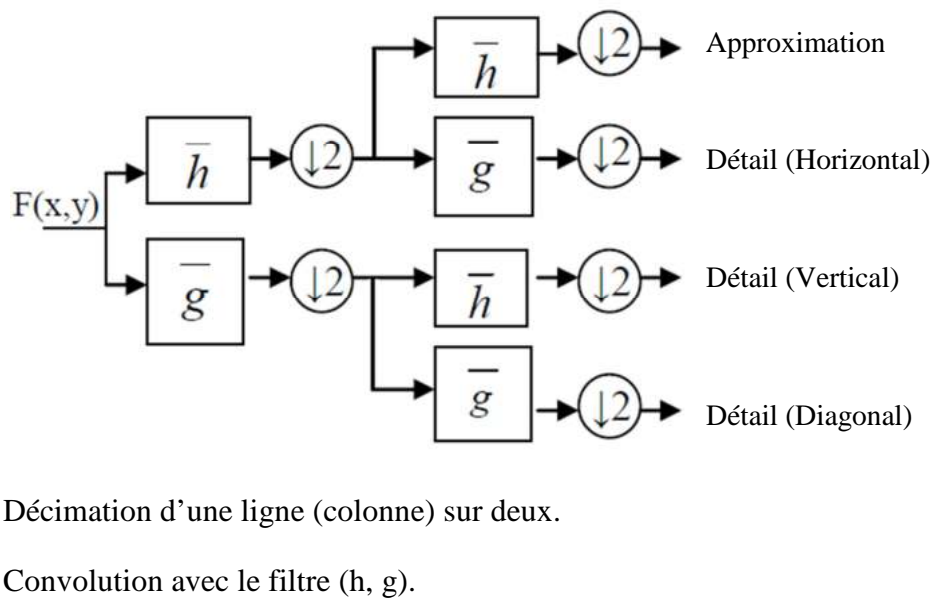 h̅ ↓2 Approximation
h̅ ↓2 g̅ ↓2 Détail (Horizontal)
F(x,y)
g̅ ↓2 h̅ ↓2 Détail (Vertical)
g̅ ↓2 Détail (Diagonal)
Décimation d’une ligne (colonne) sur deux.
Convolution avec le filtre (h, g).